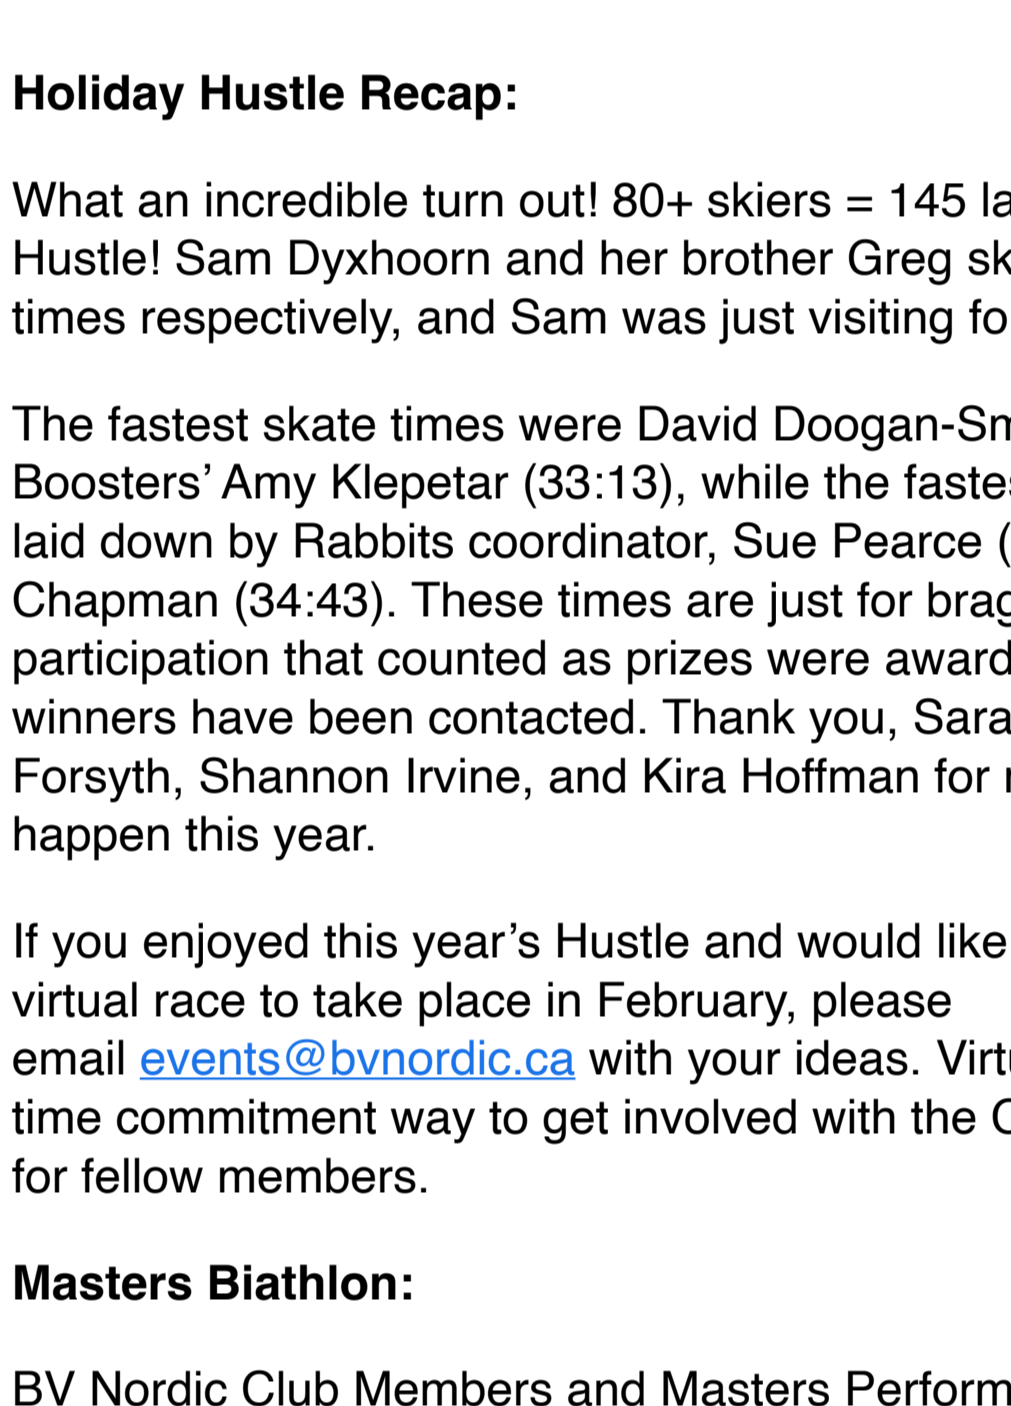 Holiday Hustle Recap:
What an incredible turn out! 80+ skiers = 145 la
Hustle! Sam Dyxhoorn and her brother Greg sk
times respectively, and Sam was just visiting fo
The fastest skate times were David Doogan-Sm
Boosters’ Amy Klepetar (33:13), while the fastes
laid down by Rabbits coordinator, Sue Pearce (
Chapman (34:43). These times are just for brag
participation that counted as prizes were award
winners have been contacted. Thank you, Sara
Forsyth, Shannon Irvine, and Kira Hoffman for
happen this year.
If you enjoyed this year’s Hustle and would like
virtual race to take place in February, please
email events@bvnordic.ca with your ideas. Virtu
time commitment way to get involved with the C
for fellow members.
Masters Biathlon:
BV Nordic Club Members and Masters Perform